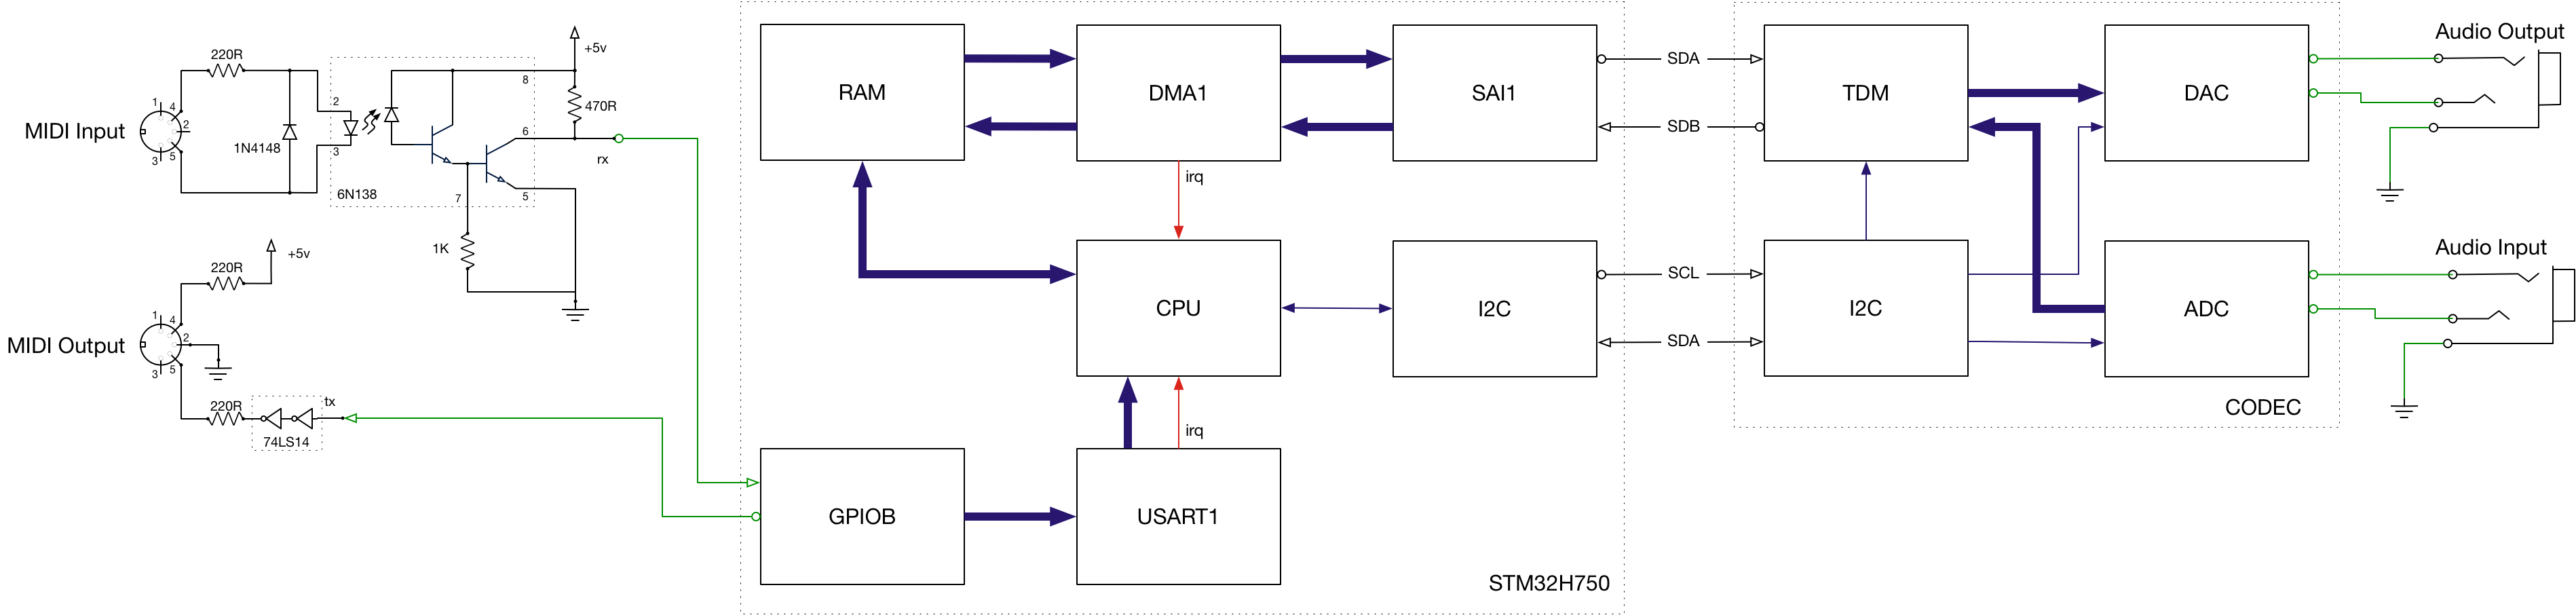 MIDI Input
1
4
2
3
5
220R
1N4148
2
3
6N138
8
6
7
5
+5v
470R
rx
1K
MIDI Output
1
4
2
3
5
220R
+5v
220R
74LS14
tx
RAM
DMA1
SAI1
irq
CPU
I2C
irq
GPIOB
USART1
STM32H750
SDA
SDB
SCL
SDA
TDM
DAC
I2C
ADC
CODEC
Audio Output
Audio Input